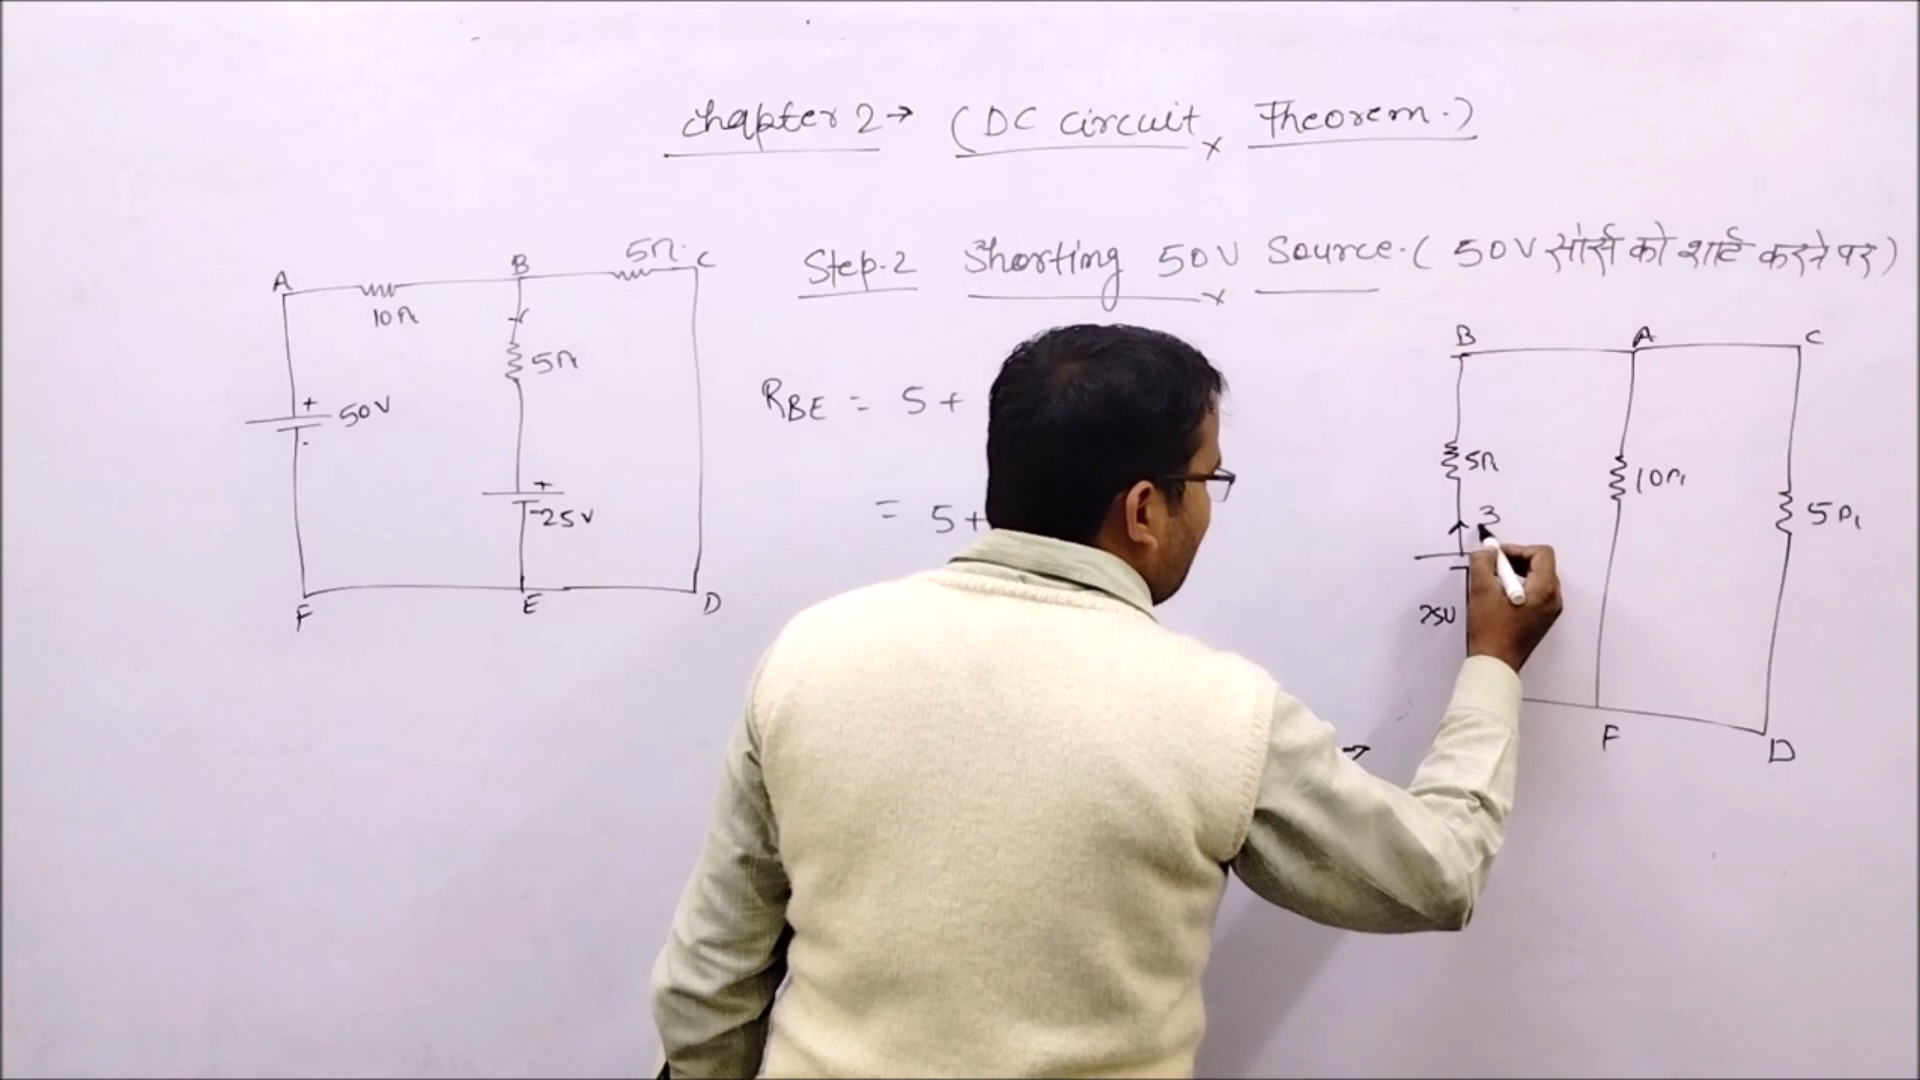 Chapter 2 → (DC circuit Theorem.)
Step-2 Shorting 50V Source. ( 50V सोर्स को शार्ट करने पर )
A
10Ω
B
5Ω
C
5Ω
+
50V
-
+
-25V
F
E
D
RBE = 5+
= 5+
→
B
A
C
5Ω
10Ω
5Ω
3
25V
F
D